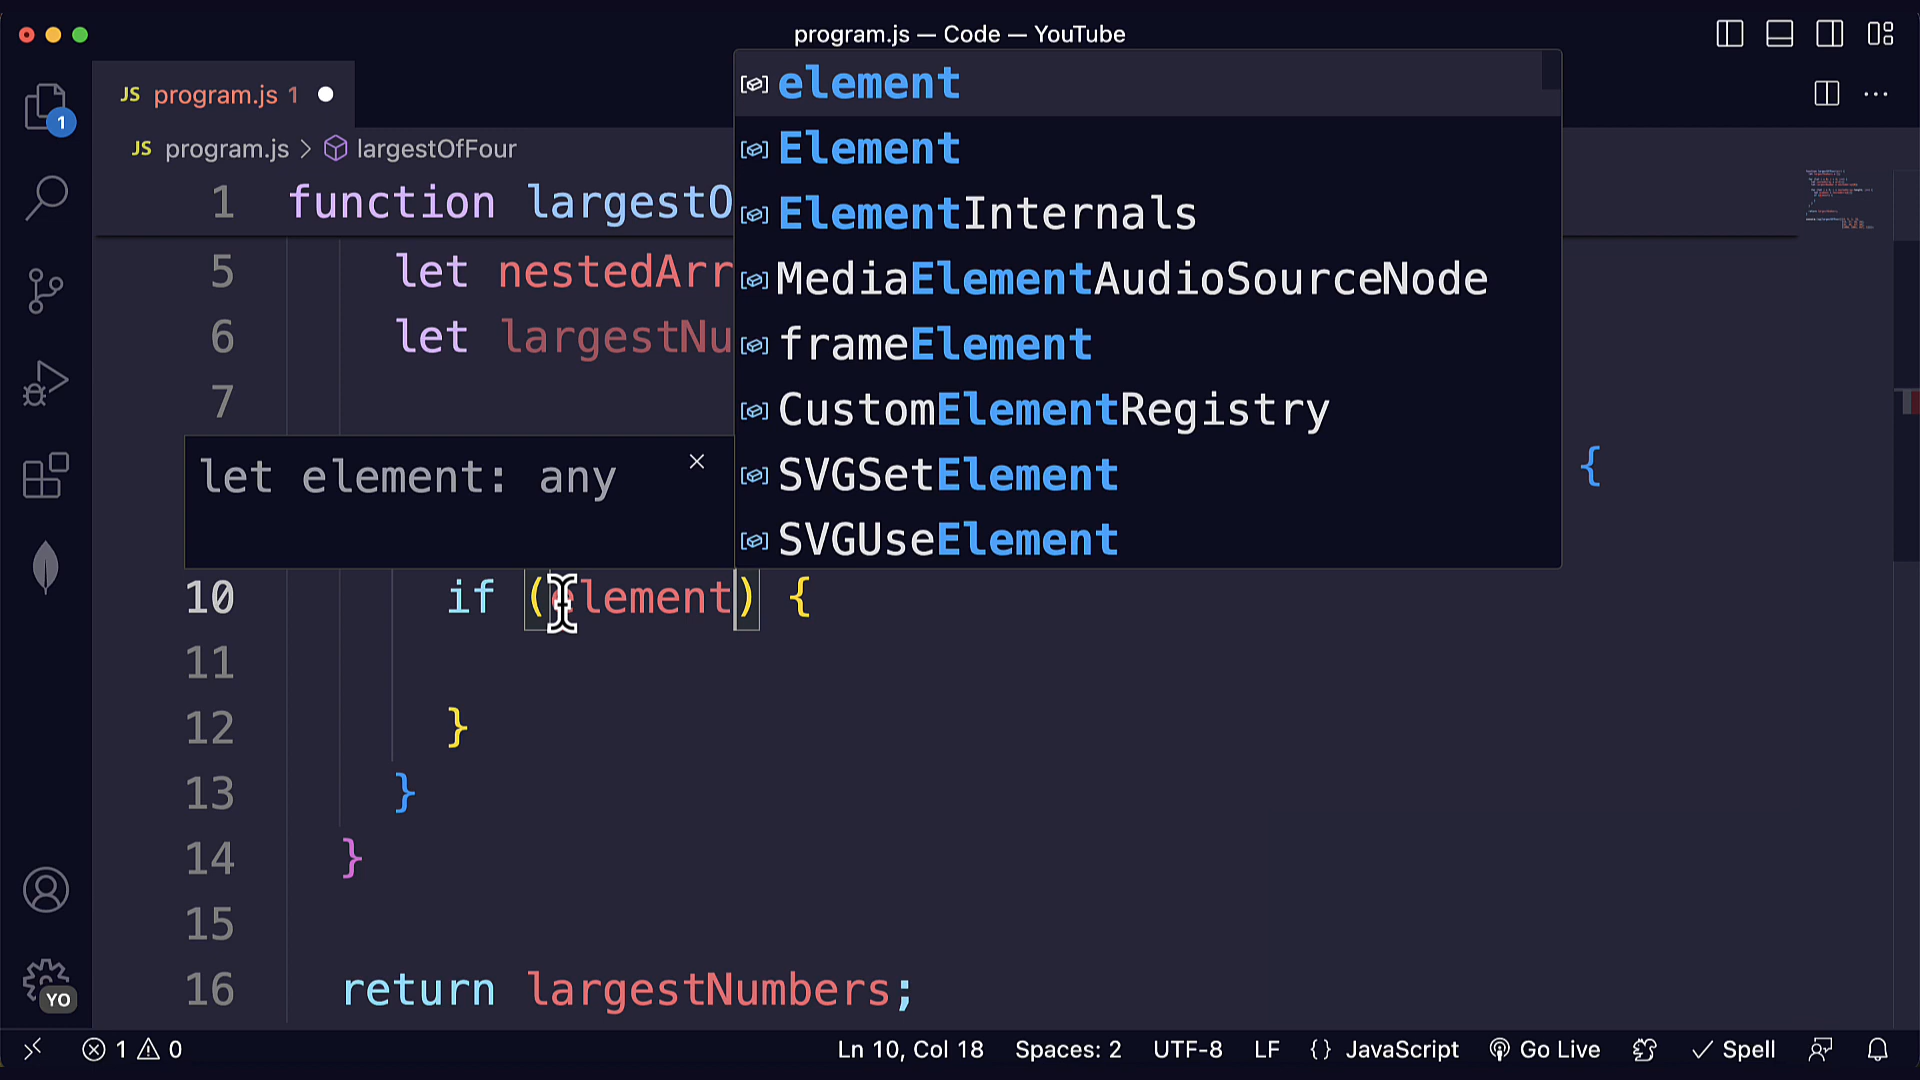 program.js — Code — YouTube
JS program.js 1
JS program.js > largestOfFour
1
1 function largestO
5 let nestedArr
6 let largestNu
7
let element: any
element
Element
ElementInternals
MediaElementAudioSourceNode
frameElement
CustomElementRegistry
SVGSetElement
SVGUseElement
{
10 if (element) {
11
12 }
13 }
14 }
15
16 return largestNumbers;
YO
1 0 Ln 10, Col 18 Spaces: 2 UTF-8 LF {} JavaScript Go Live Spell